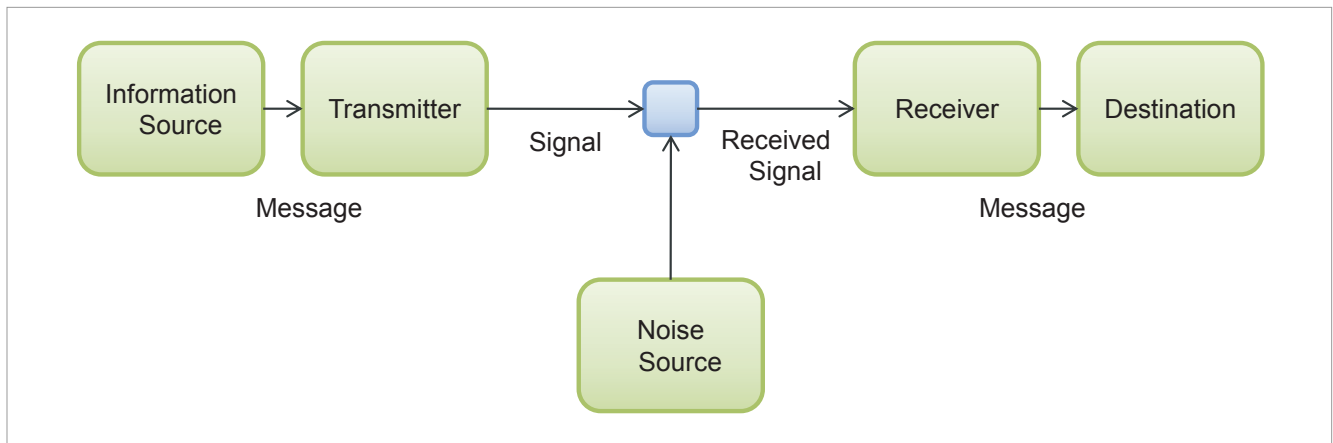 Information
Source
Transmitter
Signal
Received
Signal
Receiver
Destination
Message
Message
Noise
Source